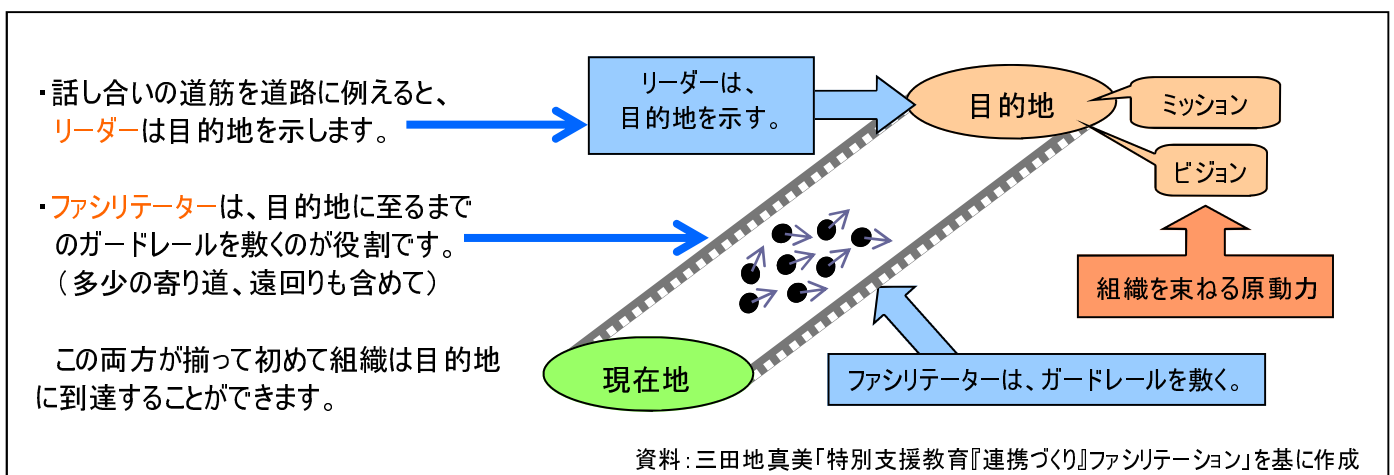 ・話し合いの道筋を道路に例えると、
リーダーは目的地を示します。
・ファシリテーターは、目的地に至るまで
のガードレールを敷くのが役割です。
（多少の寄り道、遠回りも含めて）
この両方が揃って初めて組織は目的地
に到達することができます。
リーダーは、
目的地を示す。
目的地
ミッション
ビジョン
組織を束ねる原動力
現在地
ファシリテーターは、ガードレールを敷く。
資料：三田地真美「特別支援教育『連携づくり』ファシリテーション」を基に作成